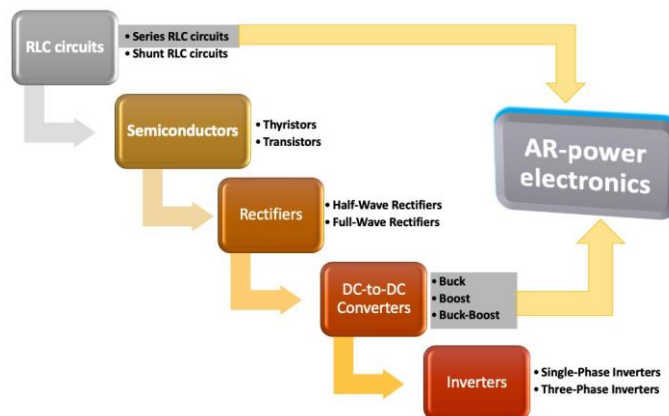 RLC circuits
• Series RLC circuits
• Shunt RLC circuits
Semiconductors
• Thyristors
• Transistors
AR-power
electronics
Rectifiers
• Half-Wave Rectifiers
• Full-Wave Rectifiers
DC-to-DC
Converters
• Buck
• Boost
• Buck-Boost
Inverters
• Single-Phase Inverters
• Three-Phase Inverters